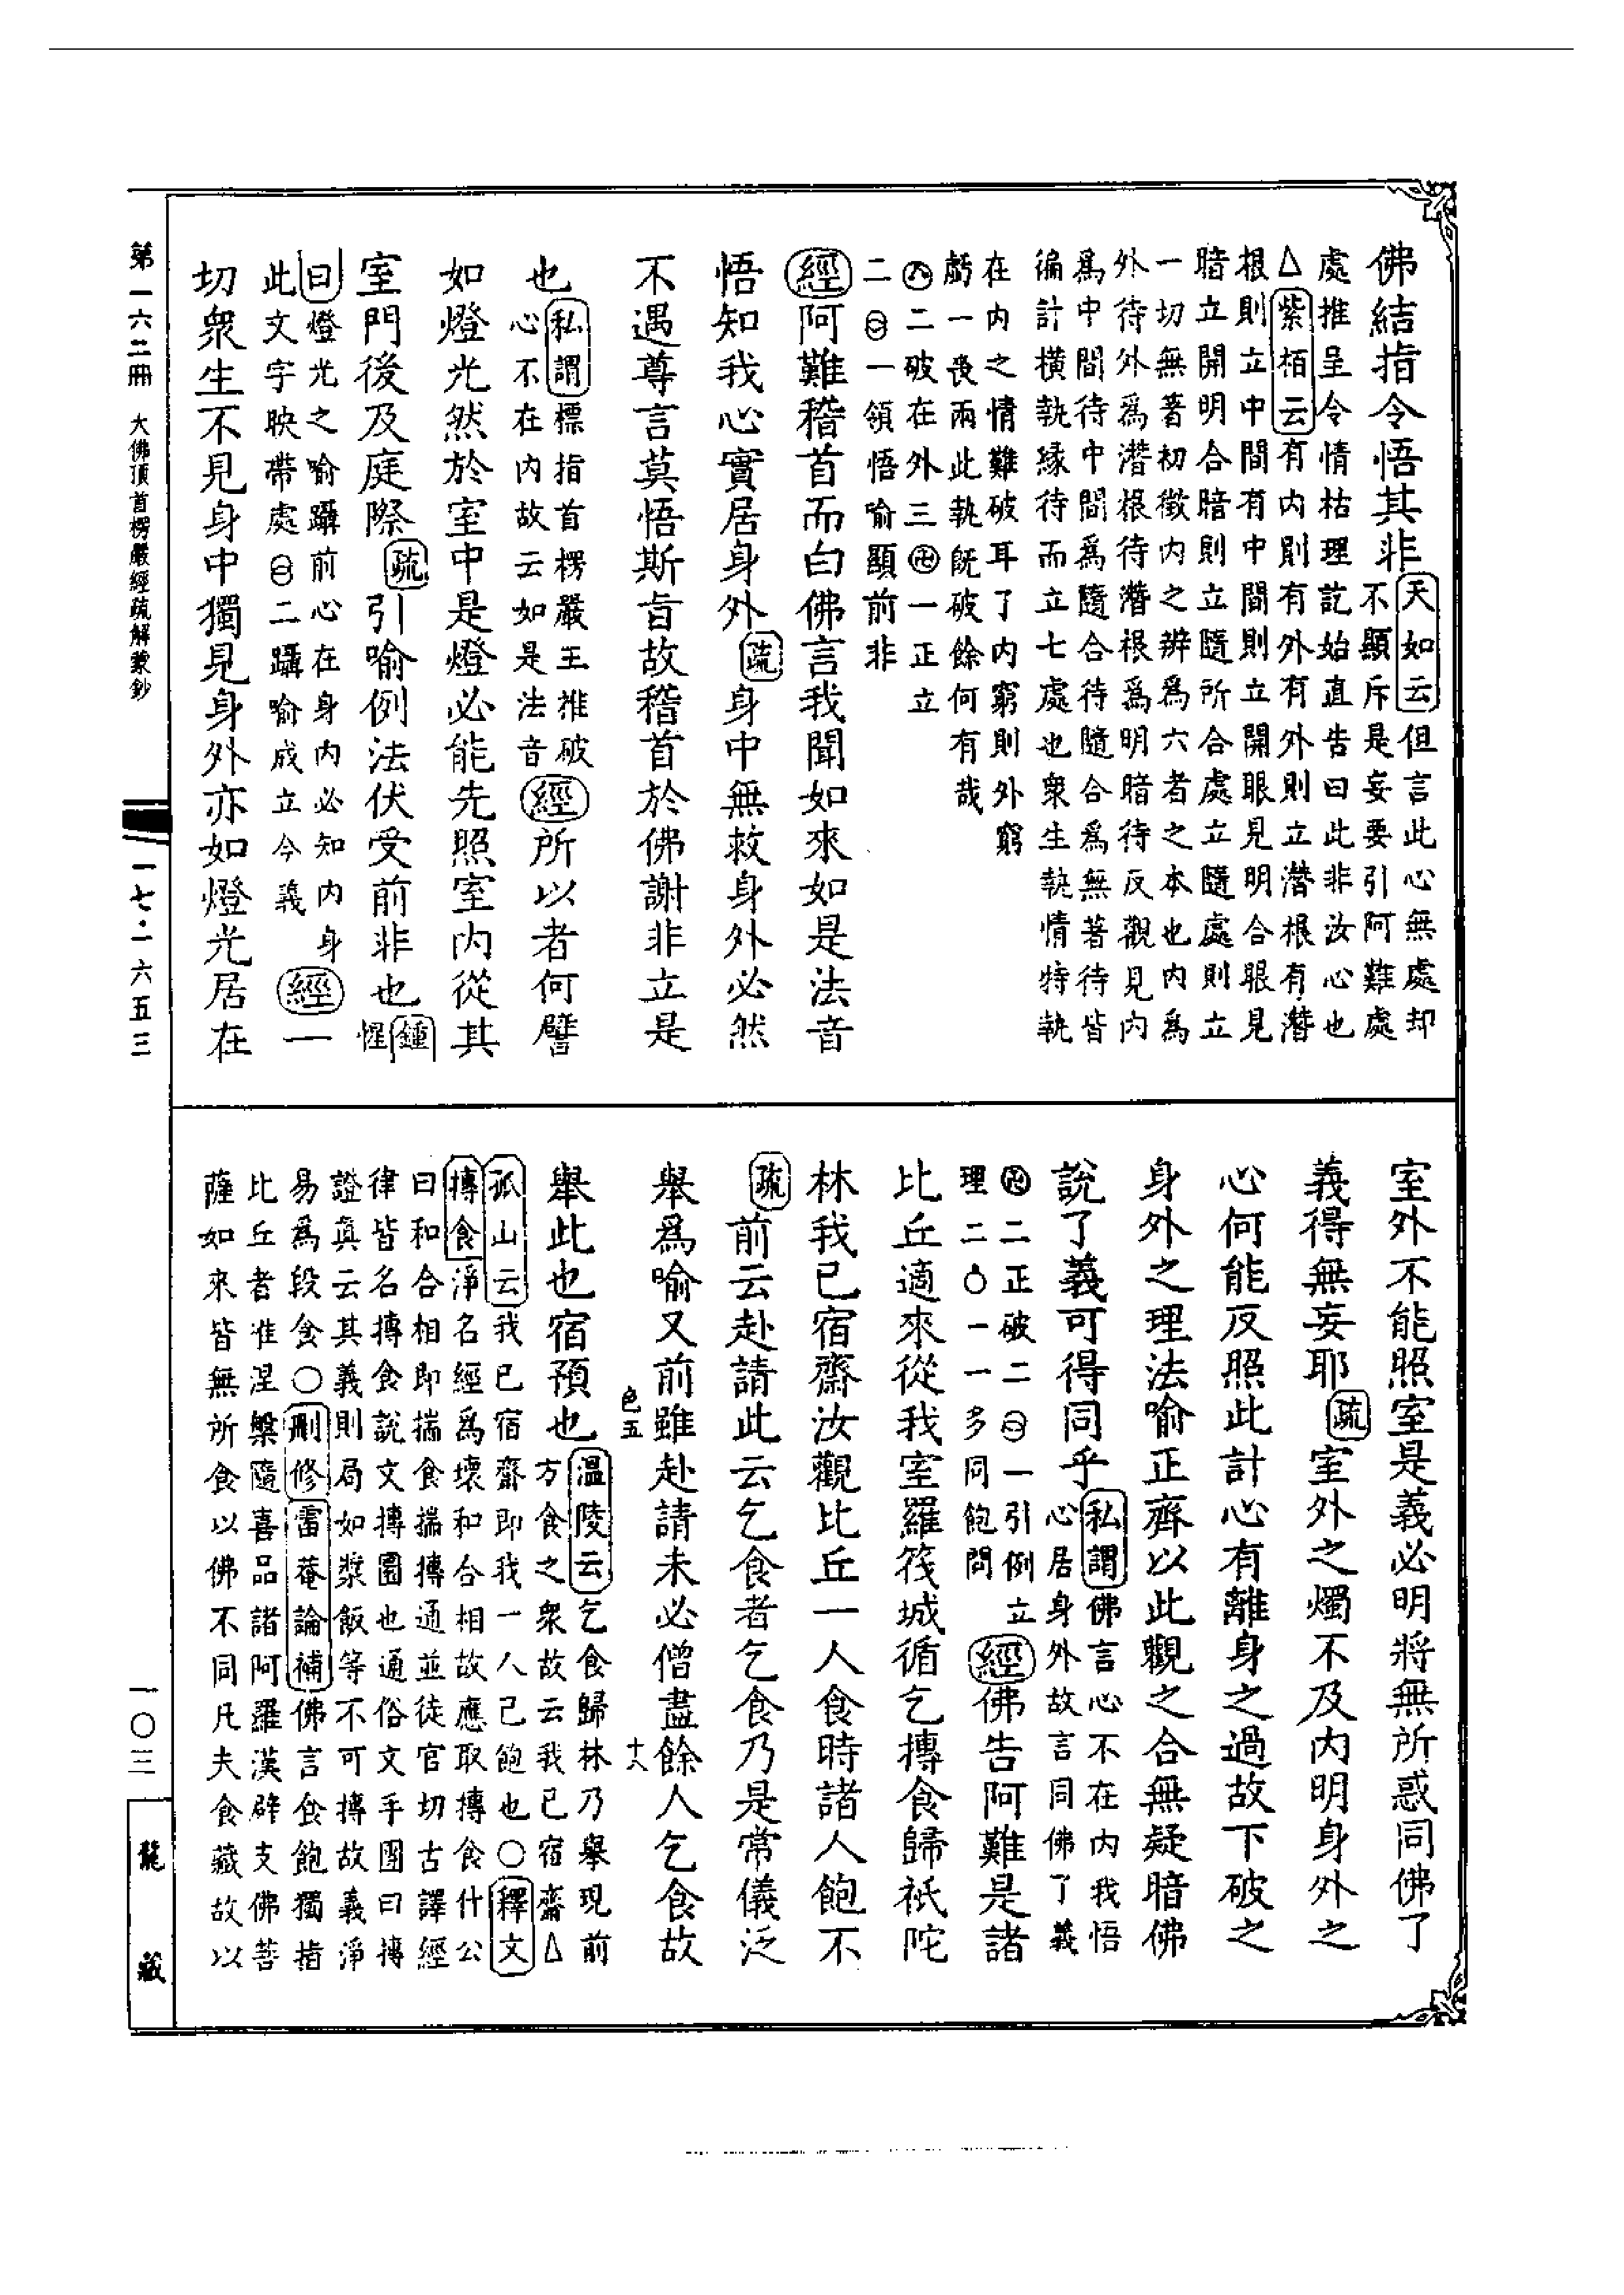 佛結指令悟其非天如云但言此心無處却
不顯斥是妄要引阿難處
處推呈令情枯理訖始直告曰此非汝心也
△紫栢云有内則有外有外則立潛根有潛
根則立中間有中間則立開眼見明合眼見
暗立開明合暗則立隨所合處立隨處則立
一切無著初徵内之辨為六者之本也内為
外待外為潛根待潛根為明暗待反觀見内
為中間待中間為隨合待隨合為無著待皆
徧計橫執緣待而立七處也衆生執情特執
在内之情難破耳了内窮則外窮
虧一喪兩此執旣破餘何有哉
㊇二破在外三㊉一正立
二㊀一領悟喻顯前非
經阿難稽首而白佛言我聞如來如是法音
悟知我心實居身外疏身中無救身外必然
不遇尊言莫悟斯旨故稽首於佛謝非立是
也私謂標指首楞嚴王推破
心不在内故云如是法音經所以者何譬
如燈光然於室中是燈必能先照室内從其
室門後及庭際疏引喻例法伏受前非也鍾
惺
曰燈光之喻躡前心在身内必知内身
此文字映帶處㊀二躡喻成立今義經一
切衆生不見身中獨見身外亦如燈光居在
室外不能照室是義必明將無所惑同佛了
義得無妄耶疏室外之燭不及内明身外之
心何能反照此計心有離身之過故下破之
身外之理法喻正齊以此觀之合無疑暗佛
說了義可得同乎私謂佛言心不在内我悟
心居身外故言同佛了義
二正破二㊀一引例立
理二一一多同飽問經佛告阿難是諸
比丘適來從我室羅筏城循乞摶食歸祇陀
林我已宿齋汝觀比丘一人食時諸人飽不
疏前云赴請此云乞食者乞食乃是常儀泛
舉為喻又前雖赴請未必僧盡餘人乞食故
色五
十八
舉此也宿預也溫陵云乞食歸林乃舉現前
方食之衆故云我已宿齋△
孤山云我已宿齋即我一人已飽也○釋文
摶食淨名經為壞和合相故應取摶食什公
曰和合相即揣食揣摶通並徒官切古譯經
律皆名摶食說文摶圜也通俗文手團曰摶
證真云其義則局如漿飯等不可摶故義淨
易為段食○刪修雷菴論補佛言食飽獨指
比丘者准涅槃隨喜品諸阿羅漢辟支佛菩
薩如來皆無所食以佛不同凡夫食藏故以
第一六二冊
大佛頂首楞嚴經疏解蒙鈔
一七·一六五三
一〇三
龍藏